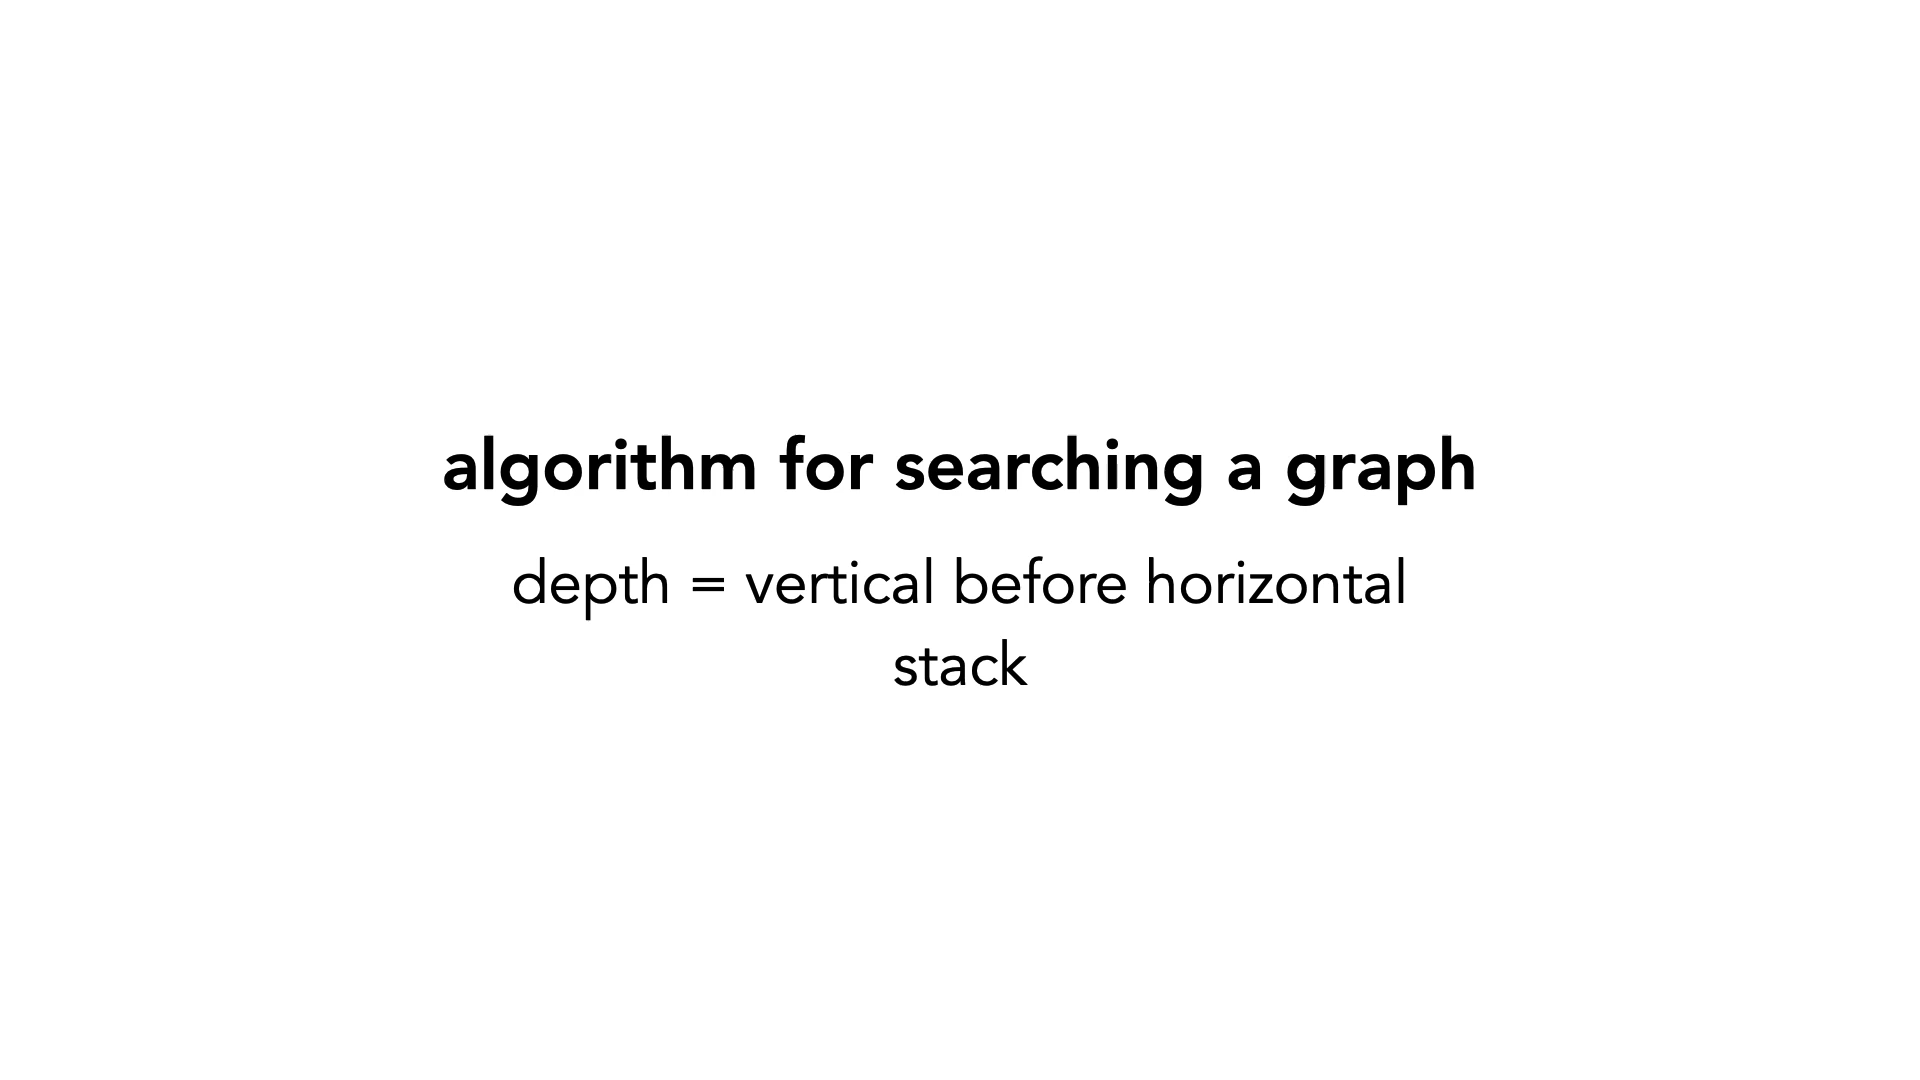 algorithm for searching a graph
depth = vertical before horizontal
stack